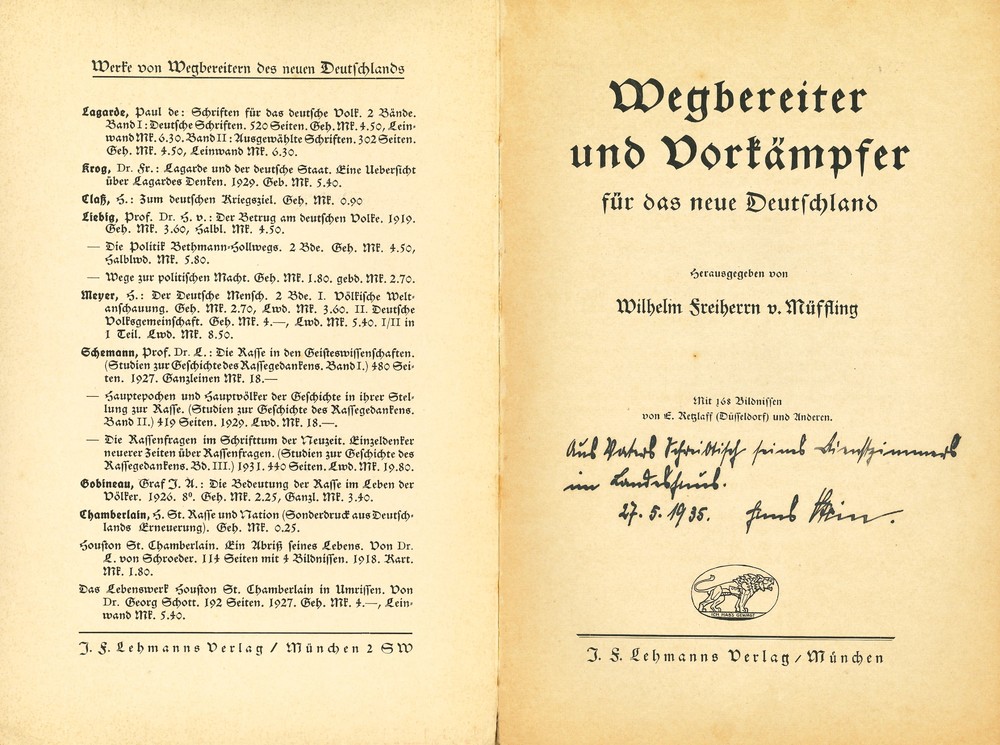 Werke von Wegbereitern des neuen Deutschlands
Lagarde, Paul de: Schriften für das deutsche Volk. 2 Bände.
Band I: Deutsche Schriften. 520 Seiten. Geh. Mk. 4.50, Lein-
wand Mk. 6.30. Band II: Ausgewählte Schriften. 302 Seiten.
Geh. Mk. 4.50, Leinwand Mk. 6.30.
Krog, Dr. Fr.: Lagarde und der deutsche Staat. Eine Uebersicht
über Lagardes Denken. 1929. Geb. Mk. 5.40.
Claß, H.: Zum deutschen Kriegsziel. Geh. Mk. 0.90
Liebig, Prof. Dr. H. v.: Der Betrug am deutschen Volke. 1919.
Geh. Mk. 3.60, Halbl. Mk. 4.50.
— Die Politik Bethmann-Hollwegs. 2 Bde. Geh. Mk. 4.50,
Halblwd. Mk. 5.80.
— Wege zur politischen Macht. Geh. Mk. 1.80. gebd. Mk. 2.70.
Meyer, H.: Der Deutsche Mensch. 2 Bde. I. Völkische Welt-
anschauung. Geh. Mk. 2.70, Lwd. Mk. 3.60. II. Deutsche
Volksgemeinschaft. Geh. Mk. 4.—, Lwd. Mk. 5.40. I/II in
1 Teil. Lwd. Mk. 8.50.
Schemann, Prof. Dr. L.: Die Rasse in den Geisteswissenschaften.
(Studien zur Geschichte des Rassegedankens. Band I.) 480 Sei-
ten. 1927. Ganzleinen Mk. 18.—
— Hauptepochen und Hauptvölker der Geschichte in ihrer Stel-
lung zur Rasse. (Studien zur Geschichte des Rassegedankens.
Band II.) 419 Seiten. 1929. Lwd. Mk. 18.—.
— Die Rassenfragen im Schrifttum der Neuzeit. Einzeldenker
neuerer Zeiten über Rassenfragen. (Studien zur Geschichte des
Rassegedankens. Bd. III.) 1931. 440 Seiten. Lwd. Mk. 19.80.
Gobineau, Graf J. A.: Die Bedeutung der Rasse im Leben der
Völker. 1926. 8°. Geh. Mk. 2.25, Ganzl. Mk. 3.40.
Chamberlain, H. St. Rasse und Nation (Sonderdruck aus Deutsch-
lands Erneuerung). Geh. Mk. 0.25.
Houston St. Chamberlain. Ein Abriß seines Lebens. Von Dr.
L. von Schroeder. 114 Seiten mit 4 Bildnissen. 1918. Kart.
Mk. 1.80.
Das Lebenswerk Houston St. Chamberlain in Umrissen. Von
Dr. Georg Schott. 192 Seiten. 1927. Geh. Mk. 4.—, Lein-
wand Mk. 5.40.
J. F. Lehmanns Verlag / München 2 SW
Wegbereiter
und Vorkämpfer
für das neue Deutschland
Herausgegeben von
Wilhelm Freiherrn v. Müffling
Mit 168 Bildnissen
von E. Retzlaff (Düsseldorf) und Anderen.
Aus Vaters Schreibtisch seines Dienstzimmers
im Landeshaus.
27. 5. 1935.
ICH HABS GEWAGT
J. F. Lehmanns Verlag / München